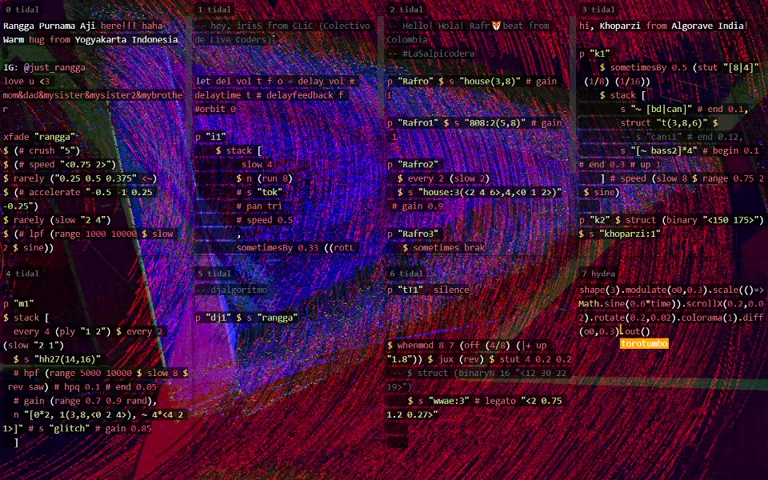 0 tidal
Rangga Purnama Aji here!!! haha
Warm hug from Yogyakarta Indonesia
IG: @just_rangga
love u <3
mom&dad&mysister&mysister2&mybrothe
r
xfade "rangga"
$ (# crush "5")
$ (# speed "<0.75 2>")
$ rarely ("0.25 0.5 0.375" <~)
$ (# accelerate "-0.5 -1 0.25
-0.25")
$ rarely (slow "2 4")
$ (# lpf (range 1000 10000 $ slow
2 $ sine))
1 tidal
-- hey, irisS from CLiC (Colectivo
de Live Coders)
let del vol t f o = delay vol #
delaytime t # delayfeedback f
#orbit 0
p "i1"
$ stack [
slow 4
$ n (run 8)
# s "tok"
# pan tri
# speed 0.5
,
sometimesBy 0.33 ((rotL
2 tidal
-- Hello! Hola! Rafr🦊beat from
Colombia
-- #LaSalpicodera
p "Rafro" $ s "house(3,8)" # gain
1
p "Rafro1" $ s "808:2(5,8)" # gain
1
p "Rafro2"
$ every 2 (slow 2)
$ s "house:3(<2 4 6>,4,<0 1 2>)"
# gain 0.9
p "Rafro3"
$ sometimes brak
3 tidal
hi, Khoparzi from Algorave India!
p "k1"
$ sometimesBy 0.5 (stut "[8|4]"
(1/8) (1/16))
$ stack [
s "~ [bd|can]" # end 0.1,
struct "t(3,8,6)" $
-- s "can:1" # end 0.12,
s "[~ bass2]*4" # begin 0.1
# end 0.3 # up 1
] # speed (slow 8 $ range 0.75 2
$ sine)
p "k2" $ struct (binary "<150 175>")
$ s "khoparzi:1"
4 tidal
p "m1"
$ stack [
every 4 (ply "1 2") $ every 2
(slow "2 1")
$ s "hh27(14,16)"
# hpf (range 5000 10000 $ slow 8 $
rev saw) # hpq 0.1 # end 0.05
# gain (range 0.7 0.9 rand),
n "[0*2, 1(3,8,<0 2 4>), ~ 4*<4 2
1>]" # s "glitch" # gain 0.85
]
5 tidal
-- djalgoritmo
p "dj1" $ s "rangga"
6 tidal
p "tT1" silence
$ whenmod 8 7 (off (4/8) (|+ up
"1.8")) $ jux (rev) $ stut 4 0.2 0.2
-- $ struct (binaryN 16 "<12 30 22
19>")
$ s "wwae:3" # legato "<2 0.75
1.2 0.27>"
7 hydra
shape(3).modulate(o0,0.3).scale(()=>
Math.sine(0.6*time)).scrollX(0.2,0.0
2).rotate(0.2,0.02).colorama(1).diff
(o0,0.3).out()
torotumbo